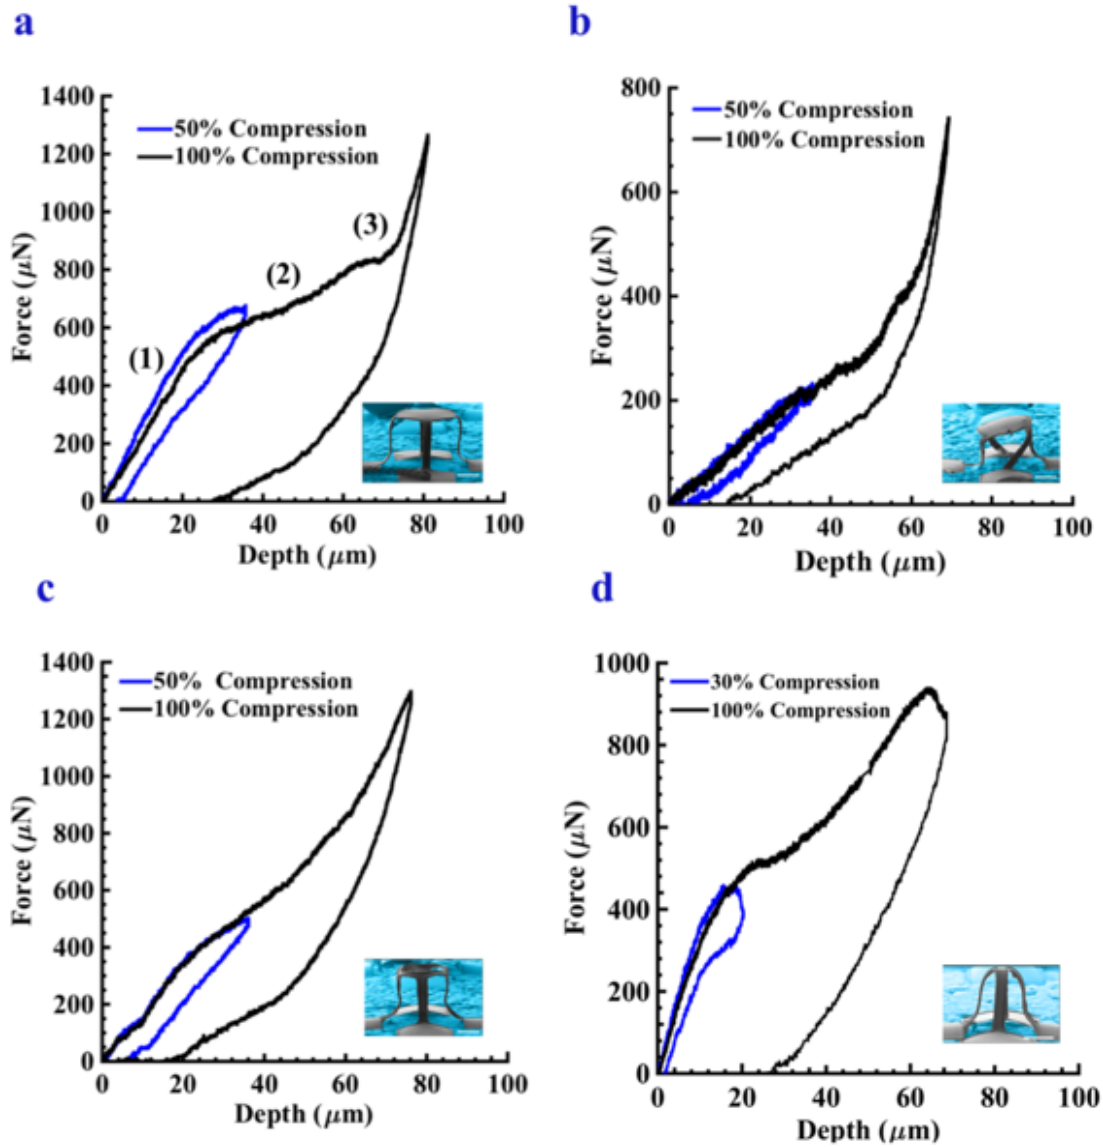 a
1400
1200
1000
800
600
400
200
0
Force (μN)
50% Compression
100% Compression
(1)
(2)
(3)
0 20 40 60 80 100
Depth (μm)
b
800
600
400
200
0
Force (μN)
50% Compression
100% Compression
0 20 40 60 80 100
Depth (μm)
c
1400
1200
1000
800
600
400
200
0
Force (μN)
50% Compression
100% Compression
0 20 40 60 80 100
Depth (μm)
d
1000
800
600
400
200
0
Force (μN)
30% Compression
100% Compression
0 20 40 60 80 100
Depth (μm)